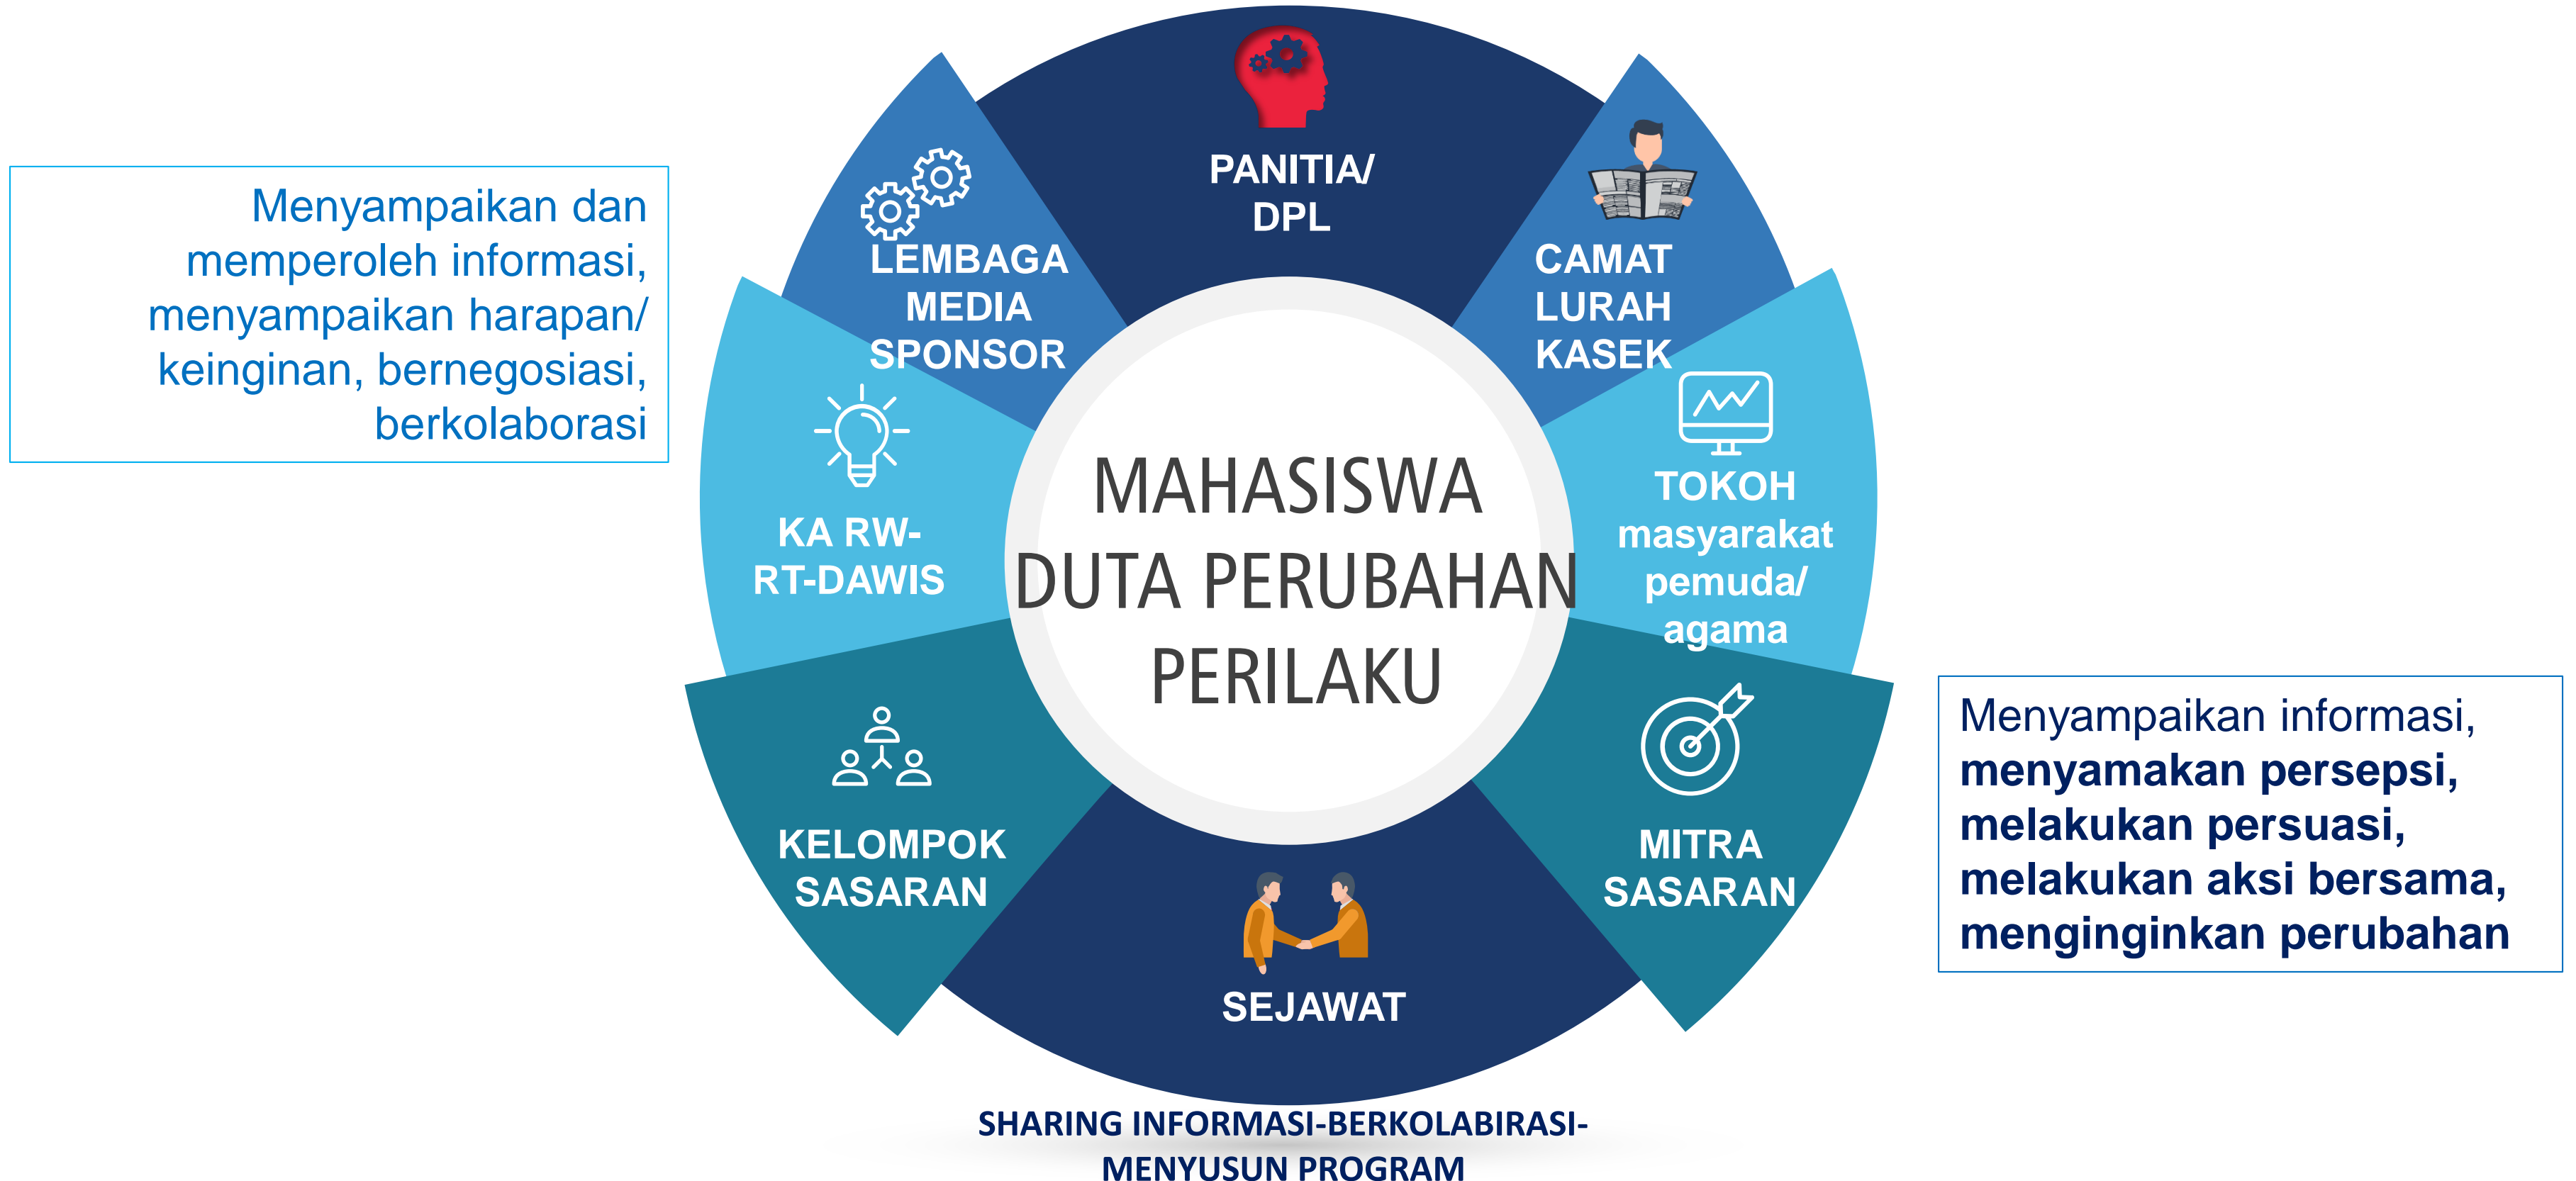 PANITIA/
DPL
LEMBAGA
MEDIA
SPONSOR
CAMAT
LURAH
KASEK
Menyampaikan dan
memperoleh informasi,
menyampaikan harapan/
keinginan, bernegosiasi,
berkolaborasi
KA RW-
RT-DAWIS
MAHASISWA
DUTA PERUBAHAN
PERILAKU
TOKOH
masyarakat
pemuda/
agama
KELOMPOK
SASARAN
MITRA
SASARAN
Menyampaikan informasi,
menyamakan persepsi,
melakukan persuasi,
melakukan aksi bersama,
menginginkan perubahan
SEJAWAT
SHARING INFORMASI-BERKOLABIRASI-
MENYUSUN PROGRAM